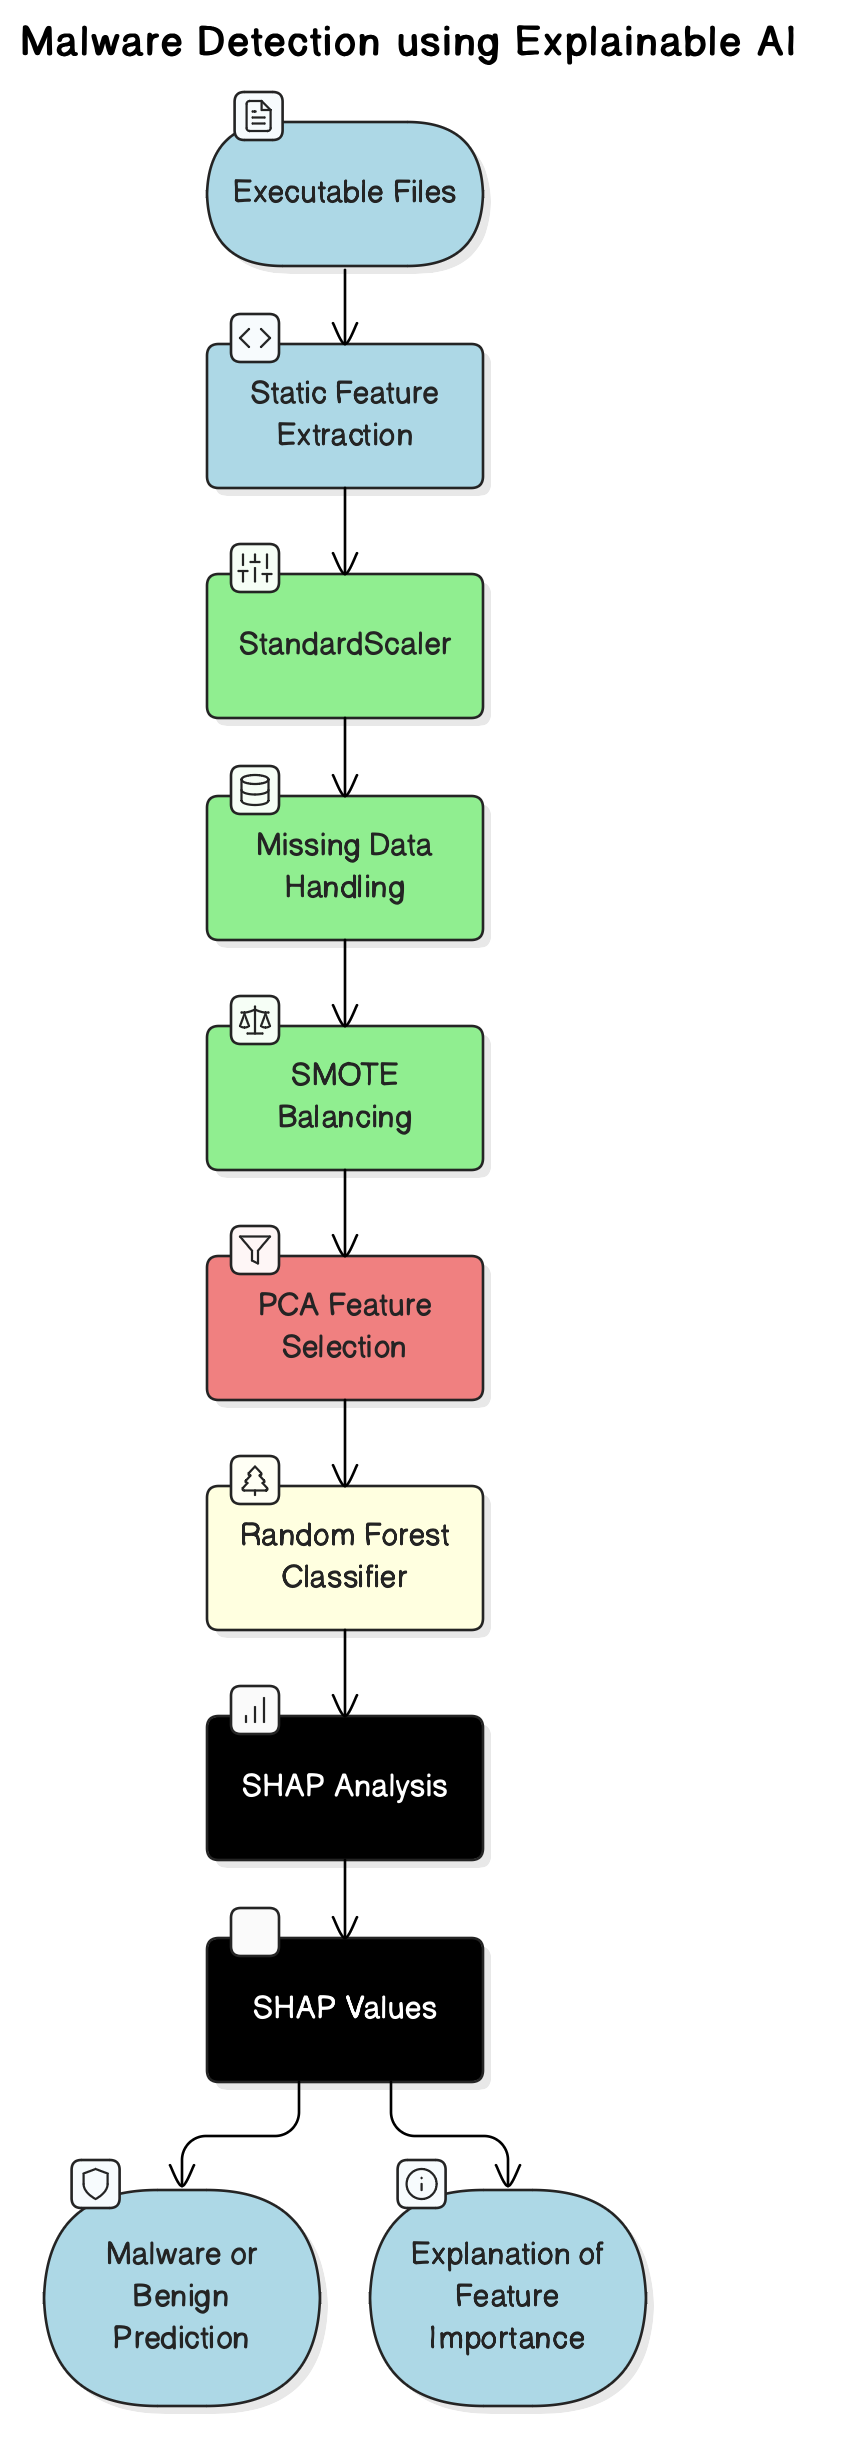 Malware Detection using Explainable AI
Executable Files
Static Feature
Extraction
StandardScaler
Missing Data
Handling
SMOTE
Balancing
PCA Feature
Selection
Random Forest
Classifier
SHAP Analysis
SHAP Values
Malware or
Benign
Prediction
Explanation of
Feature
Importance